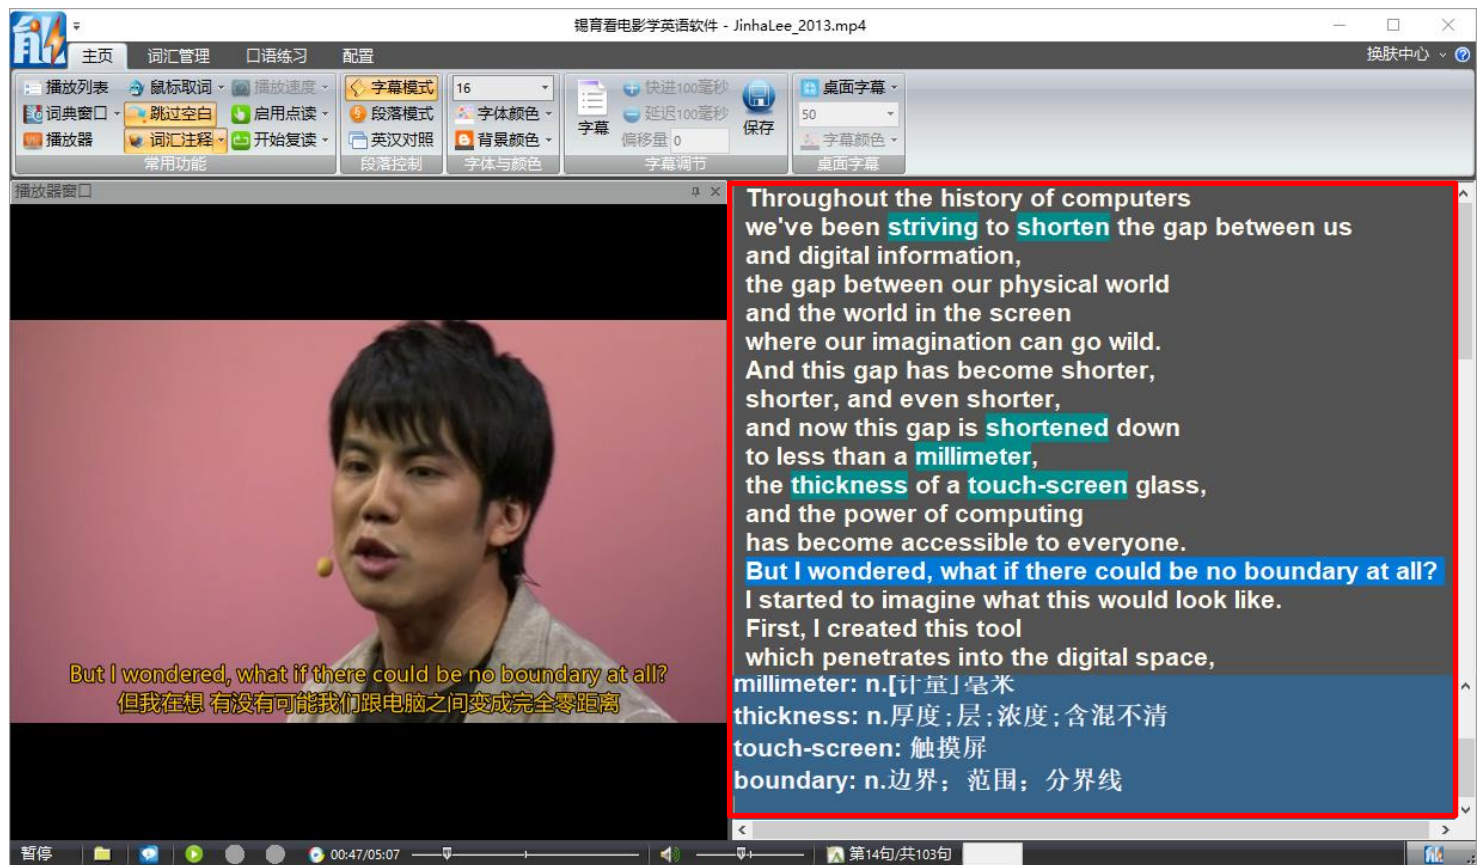 锡育看电影学英语软件 - JinhaLee_2013.mp4
主页 词汇管理 口语练习 配置 换肤中心
播放列表 鼠标取词 播放速度 字幕模式 16 快进100毫秒 桌面字幕
词典窗口 跳过空白 启用点读 段落模式 字体颜色 字幕 延迟100毫秒 保存 50
播放器 词汇注释 开始复读 英汉对照 背景颜色 偏移量 0 字幕颜色
常用功能 段落控制 字体与颜色 字幕调节 桌面字幕
播放器窗口
Throughout the history of computers
we've been striving to shorten the gap between us
and digital information,
the gap between our physical world
and the world in the screen
where our imagination can go wild.
And this gap has become shorter,
shorter, and even shorter,
and now this gap is shortened down
to less than a millimeter,
the thickness of a touch-screen glass,
and the power of computing
has become accessible to everyone.
But I wondered, what if there could be no boundary at all?
I started to imagine what this would look like.
First, I created this tool
which penetrates into the digital space,
But I wondered, what if there could be no boundary at all?
但我在想 有没有可能我们跟电脑之间变成完全零距离
millimeter: n.[计量]毫米
thickness: n.厚度;层;浓度;含混不清
touch-screen: 触摸屏
boundary: n.边界；范围；分界线
暂停 00:47/05:07 第14句/共103句